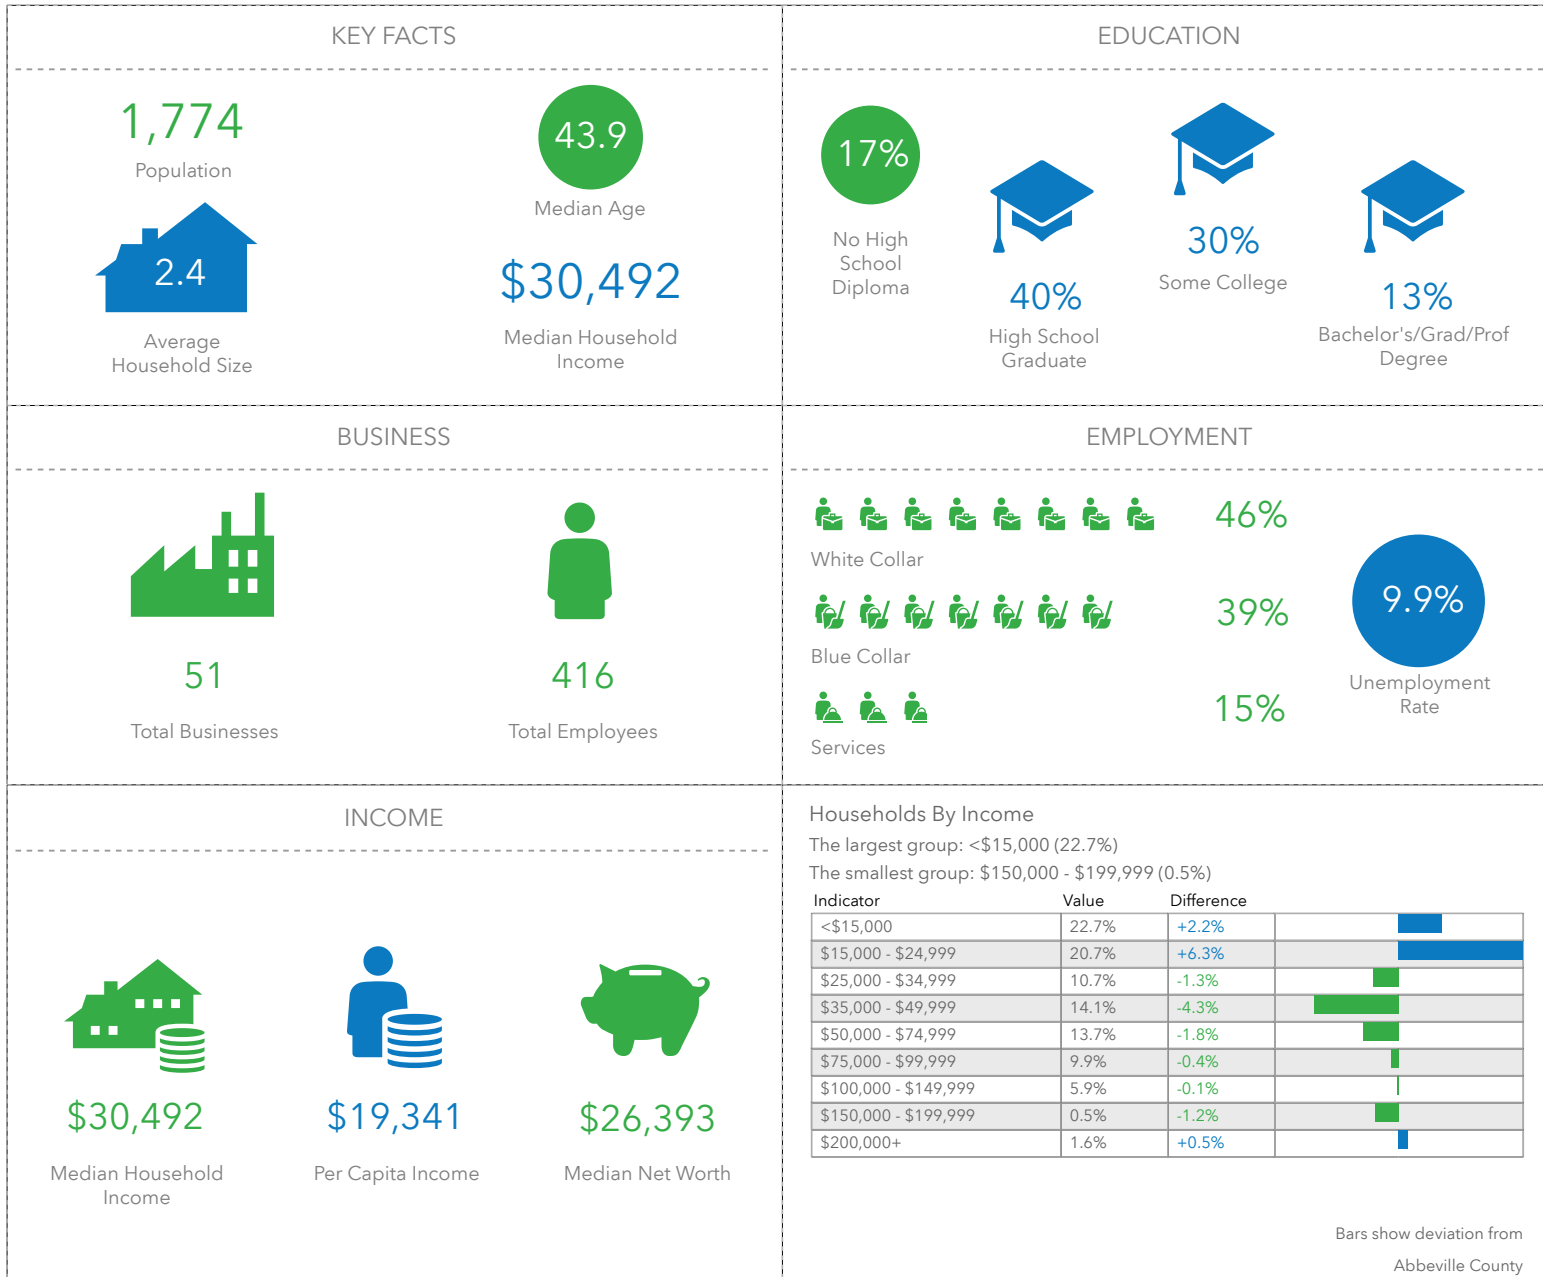 KEY FACTS
1,774
Population
43.9
Median Age
2.4
Average
Household Size
$30,492
Median Household
Income
EDUCATION
17%
No High
School
Diploma
40%
High School
Graduate
30%
Some College
13%
Bachelor's/Grad/Prof
Degree
BUSINESS
51
Total Businesses
416
Total Employees
EMPLOYMENT
46%
White Collar
39%
Blue Collar
15%
Services
9.9%
Unemployment
Rate
INCOME
$30,492
Median Household
Income
$19,341
Per Capita Income
$26,393
Median Net Worth
Households By Income
The largest group: <$15,000 (22.7%)
The smallest group: $150,000 - $199,999 (0.5%)
Indicator Value Difference
<$15,000 22.7% +2.2%
$15,000 - $24,999 20.7% +6.3%
$25,000 - $34,999 10.7% -1.3%
$35,000 - $49,999 14.1% -4.3%
$50,000 - $74,999 13.7% -1.8%
$75,000 - $99,999 9.9% -0.4%
$100,000 - $149,999 5.9% -0.1%
$150,000 - $199,999 0.5% -1.2%
$200,000+ 1.6% +0.5%
Bars show deviation from
Abbeville County